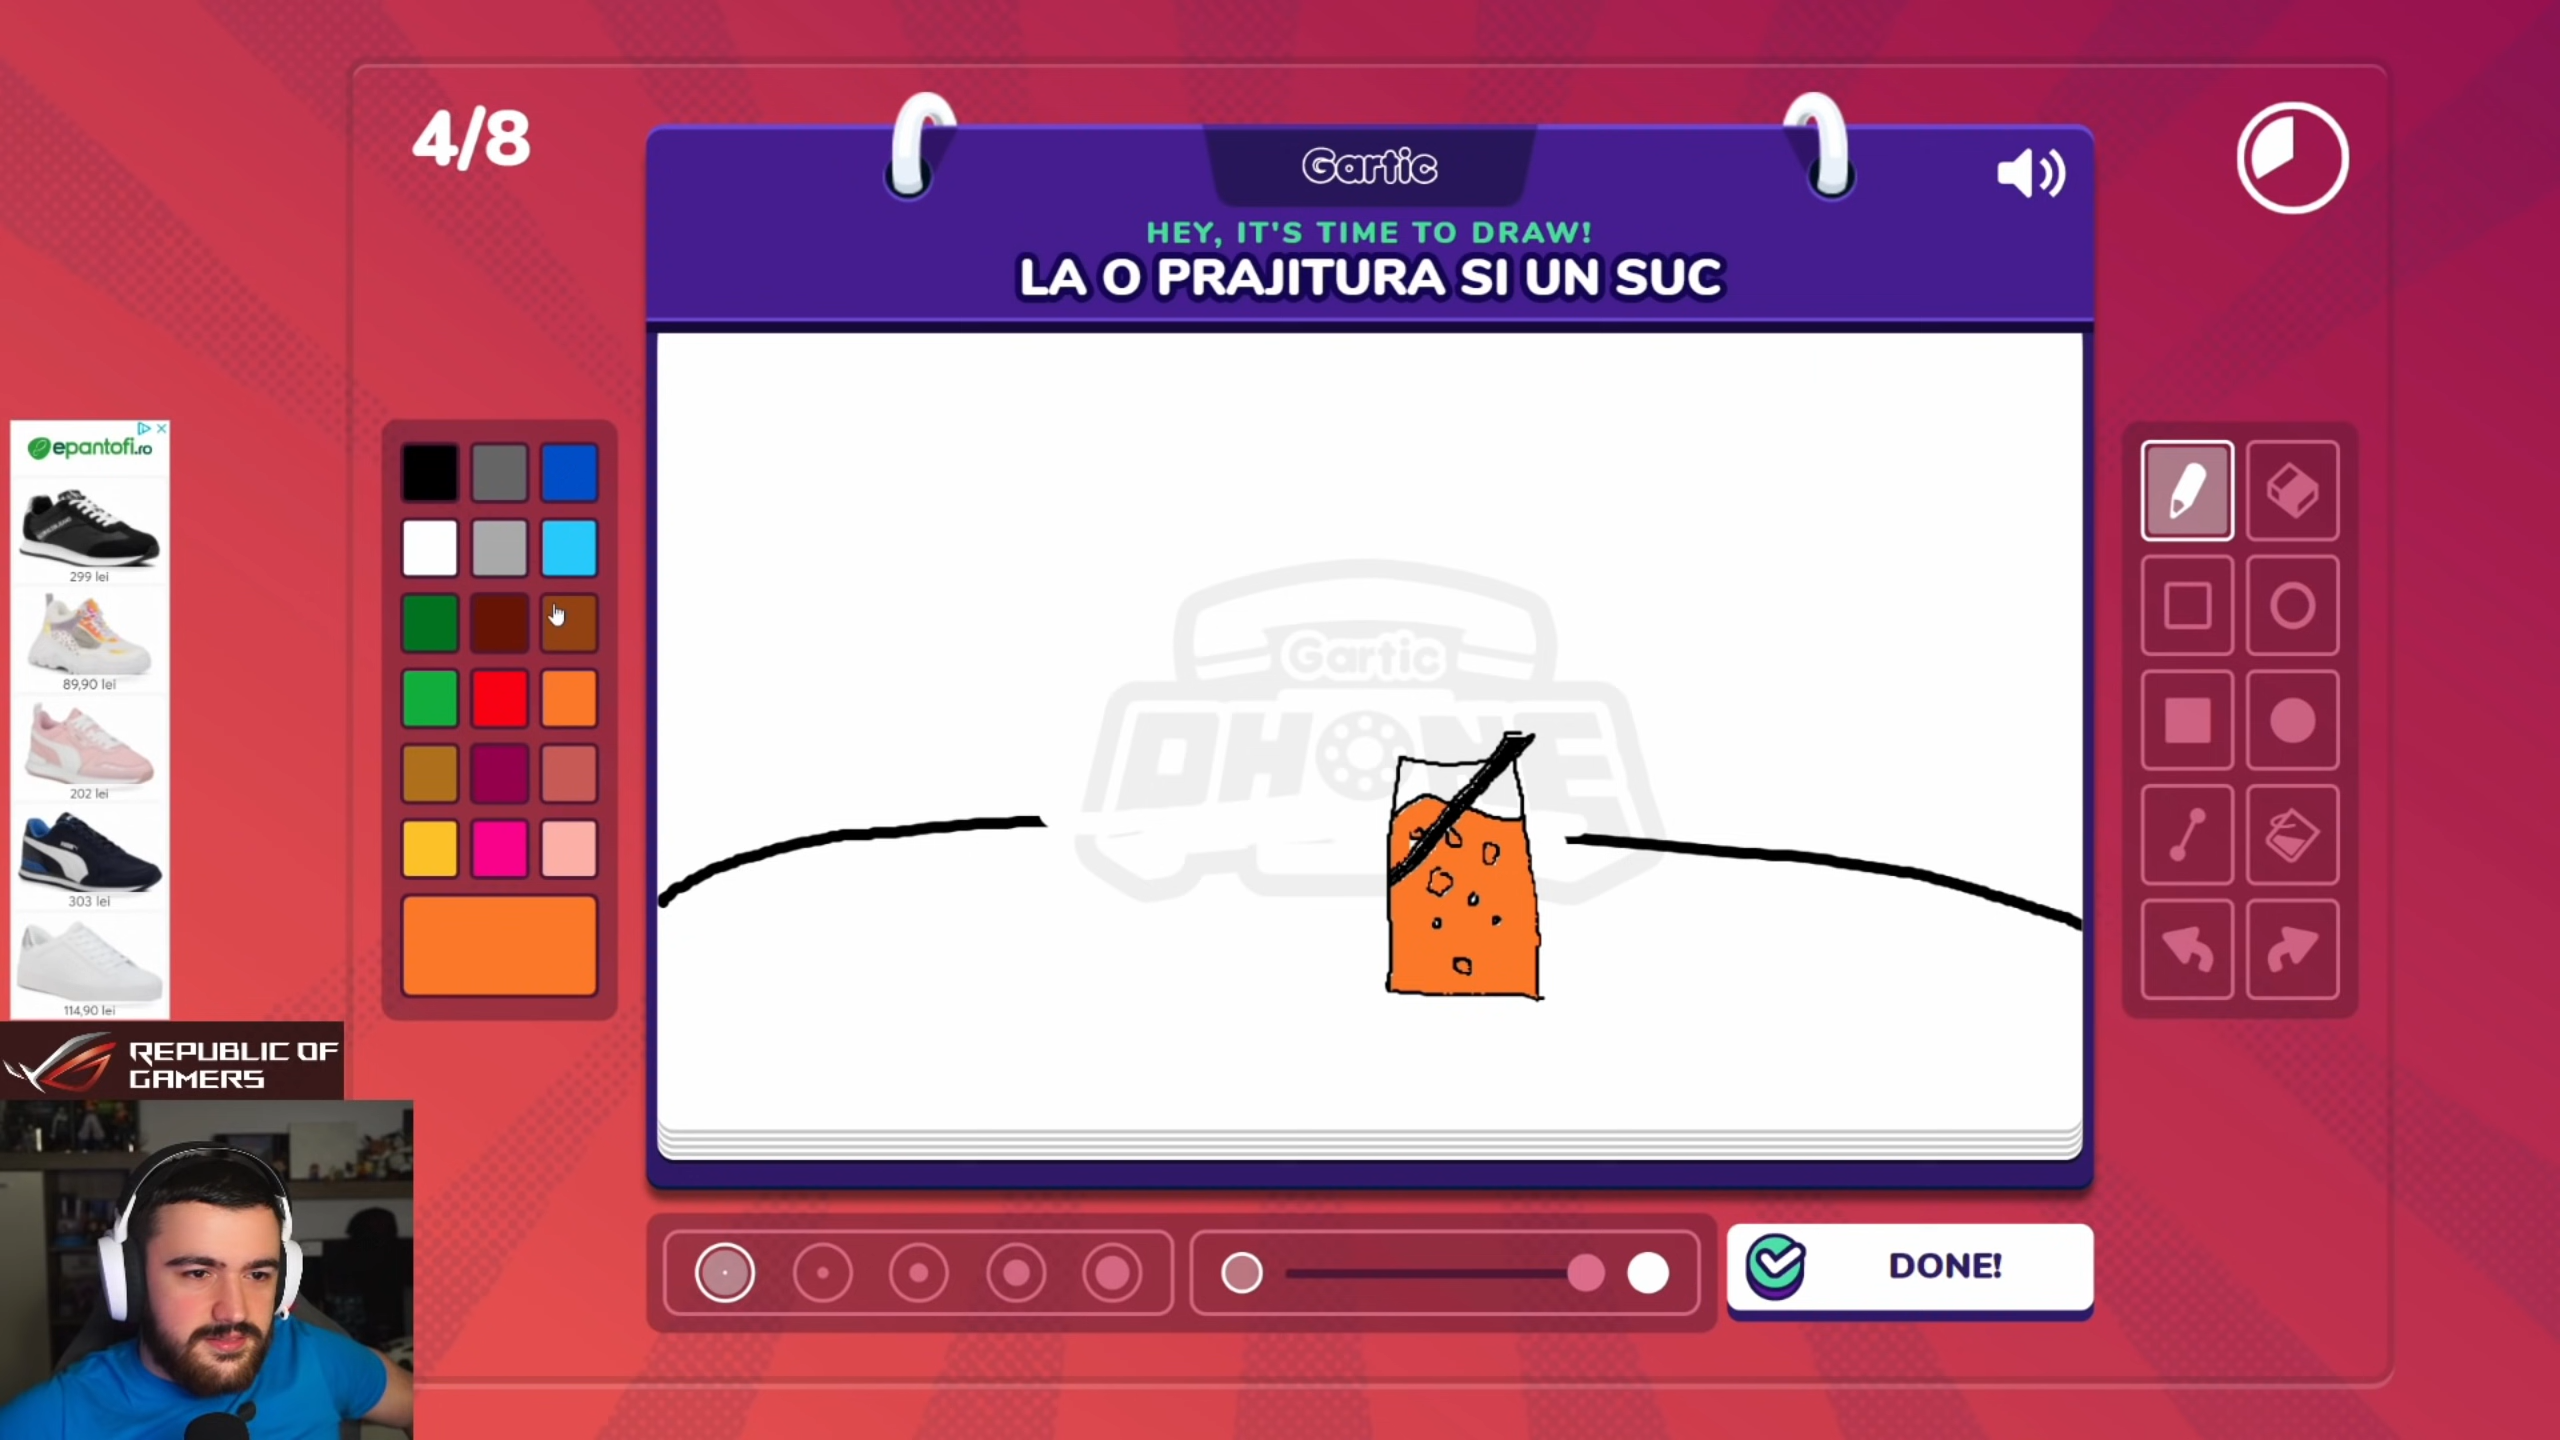 4/8
Gartic
HEY, IT'S TIME TO DRAW!
LA O PRAJITURA SI UN SUC
epantofi.ro
299 lei
89,90 lei
202 lei
303 lei
114,90 lei
Gartic
PHONE
REPUBLIC OF
GAMERS
DONE!